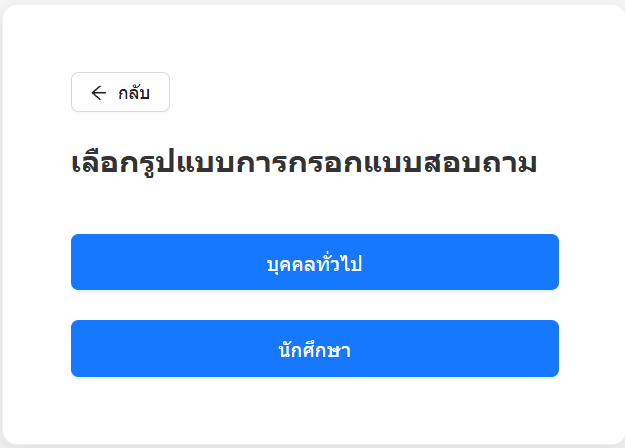 กลับ
เลือกรูปแบบการกรอกแบบสอบถาม
บุคคลทั่วไป
นักศึกษา